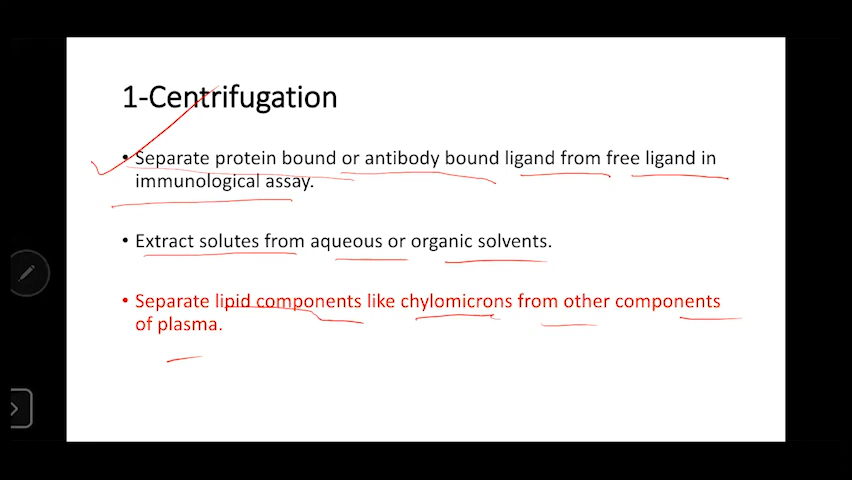 1-Centrifugation
• Separate protein bound or antibody bound ligand from free ligand in
immunological assay.
• Extract solutes from aqueous or organic solvents.
• Separate lipid components like chylomicrons from other components
of plasma.